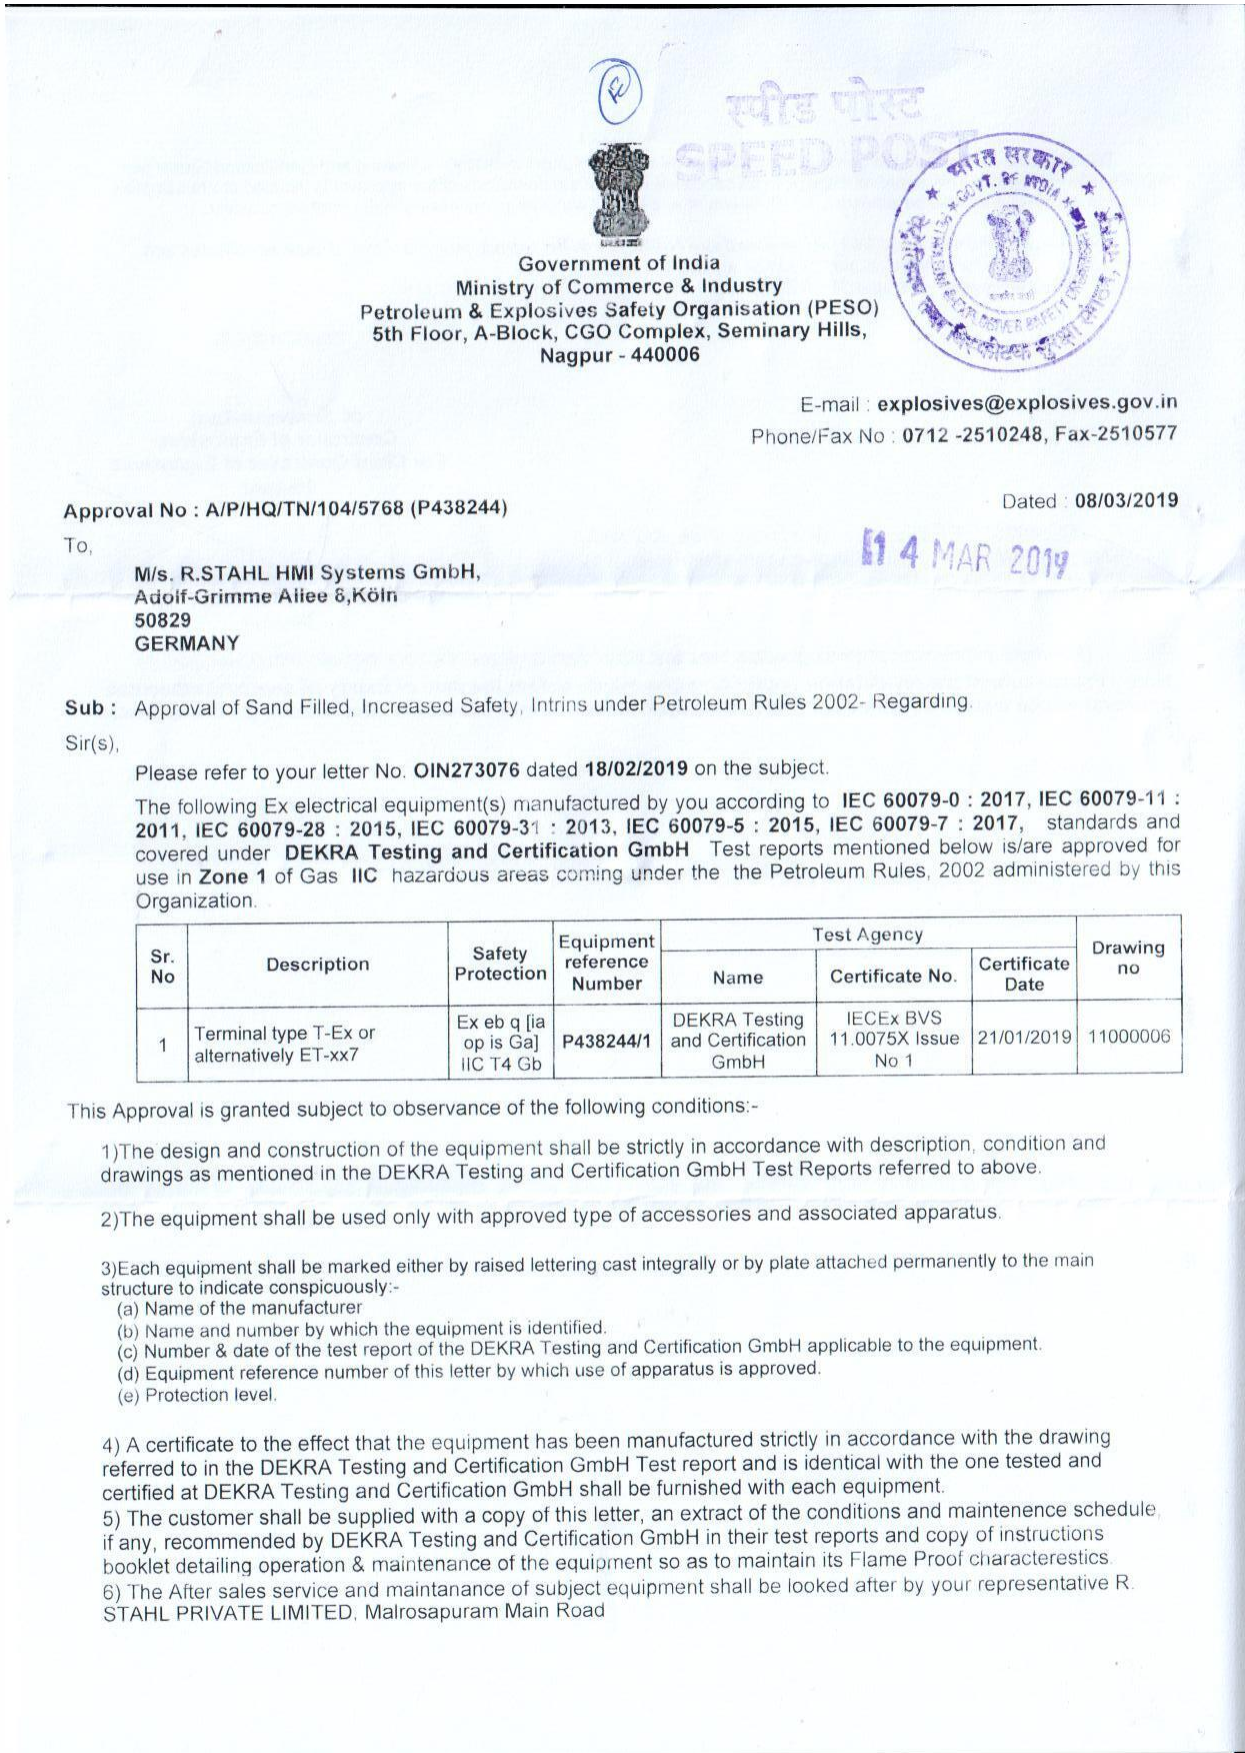 स्पीड पोस्ट
SPEED POST
भारत सरकार
GOVT. OF INDIA
Government of India
Ministry of Commerce & Industry
Petroleum & Explosives Safety Organisation (PESO)
5th Floor, A-Block, CGO Complex, Seminary Hills,
Nagpur - 440006
E-mail : explosives@explosives.gov.in
Phone/Fax No : 0712 -2510248, Fax-2510577
Approval No : A/P/HQ/TN/104/5768 (P438244)
Dated : 08/03/2019
To,
14 MAR 2019
M/s. R.STAHL HMI Systems GmbH,
Adolf-Grimme Allee 8,Köln
50829
GERMANY
Sub : Approval of Sand Filled, Increased Safety, Intrins under Petroleum Rules 2002- Regarding.
Sir(s),
Please refer to your letter No. OIN273076 dated 18/02/2019 on the subject.
The following Ex electrical equipment(s) manufactured by you according to IEC 60079-0 : 2017, IEC 60079-11 :
2011, IEC 60079-28 : 2015, IEC 60079-31 : 2013, IEC 60079-5 : 2015, IEC 60079-7 : 2017, standards and
covered under DEKRA Testing and Certification GmbH Test reports mentioned below is/are approved for
use in Zone 1 of Gas IIC hazardous areas coming under the the Petroleum Rules, 2002 administered by this
Organization.
Sr. No
Description
Safety Protection
Equipment reference Number
Test Agency
Name
Certificate No.
Certificate Date
Drawing no
1
Terminal type T-Ex or
alternatively ET-xx7
Ex eb q [ia
op is Ga]
IIC T4 Gb
P438244/1
DEKRA Testing
and Certification
GmbH
IECEx BVS
11.0075X Issue
No 1
21/01/2019
11000006
This Approval is granted subject to observance of the following conditions:-
1)The design and construction of the equipment shall be strictly in accordance with description, condition and
drawings as mentioned in the DEKRA Testing and Certification GmbH Test Reports referred to above.
2)The equipment shall be used only with approved type of accessories and associated apparatus.
3)Each equipment shall be marked either by raised lettering cast integrally or by plate attached permanently to the main
structure to indicate conspicuously:-
(a) Name of the manufacturer
(b) Name and number by which the equipment is identified.
(c) Number & date of the test report of the DEKRA Testing and Certification GmbH applicable to the equipment.
(d) Equipment reference number of this letter by which use of apparatus is approved.
(e) Protection level.
4) A certificate to the effect that the equipment has been manufactured strictly in accordance with the drawing
referred to in the DEKRA Testing and Certification GmbH Test report and is identical with the one tested and
certified at DEKRA Testing and Certification GmbH shall be furnished with each equipment.
5) The customer shall be supplied with a copy of this letter, an extract of the conditions and maintenence schedule,
if any, recommended by DEKRA Testing and Certification GmbH in their test reports and copy of instructions
booklet detailing operation & maintenance of the equipment so as to maintain its Flame Proof characterestics.
6) The After sales service and maintanance of subject equipment shall be looked after by your representative R.
STAHL PRIVATE LIMITED, Malrosapuram Main Road